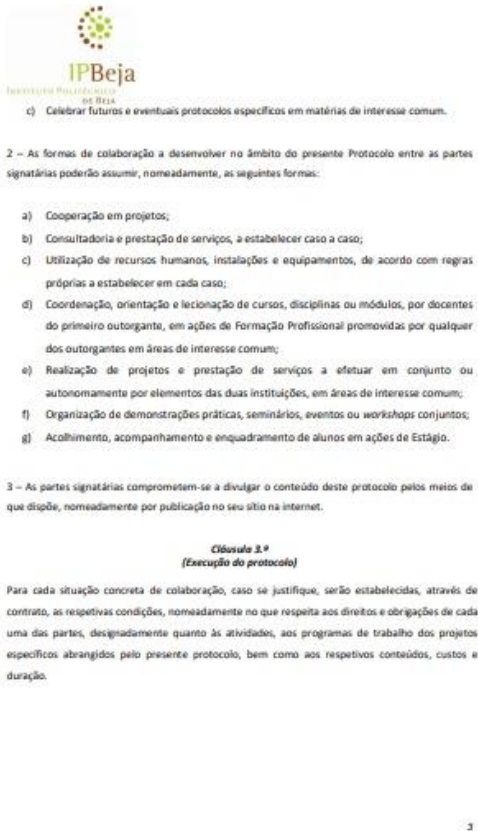 IPBeja
INSTITUTO POLITÉCNICO
DE BEJA
c) Celebrar futuros e eventuais protocolos específicos em matérias de interesse comum.
2 – As formas de colaboração a desenvolver no âmbito do presente Protocolo entre as partes
signatárias poderão assumir, nomeadamente, as seguintes formas:
a) Cooperação em projetos;
b) Consultadoria e prestação de serviços, a estabelecer caso a caso;
c) Utilização de recursos humanos, instalações e equipamentos, de acordo com regras
próprias a estabelecer em cada caso;
d) Coordenação, orientação e lecionação de cursos, disciplinas ou módulos, por docentes
do primeiro outorgante, em ações de Formação Profissional promovidas por qualquer
dos outorgantes em áreas de interesse comum;
e) Realização de projetos e prestação de serviços a efetuar em conjunto ou
autonomamente por elementos das duas instituições, em áreas de interesse comum;
f) Organização de demonstrações práticas, seminários, eventos ou workshops conjuntos;
g) Acolhimento, acompanhamento e enquadramento de alunos em ações de Estágio.
3 – As partes signatárias comprometem-se a divulgar o conteúdo deste protocolo pelos meios de
que dispõe, nomeadamente por publicação no seu sítio na internet.
Cláusula 3.ª
(Execução do protocolo)
Para cada situação concreta de colaboração, caso se justifique, serão estabelecidas, através de
contrato, as respetivas condições, nomeadamente no que respeita aos direitos e obrigações de cada
uma das partes, designadamente quanto às atividades, aos programas de trabalho dos projetos
específicos abrangidos pelo presente protocolo, bem como aos respetivos conteúdos, custos e
duração.
3